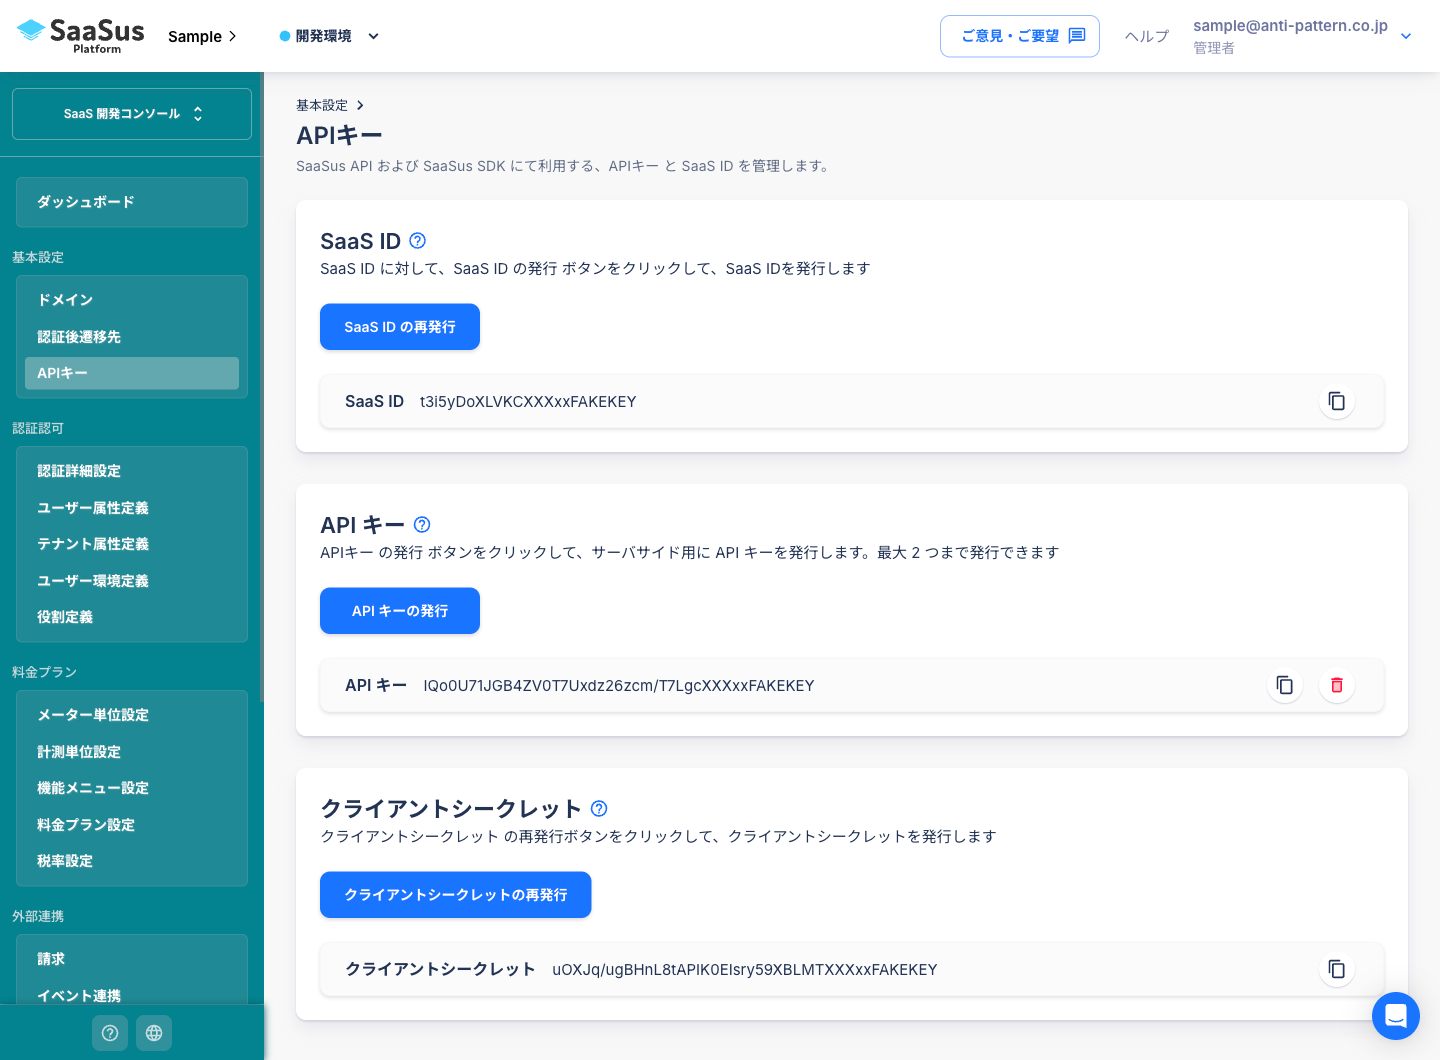 SaaSus
Platform
Sample
開発環境
ご意見・ご要望
ヘルプ
sample@anti-pattern.co.jp
管理者
SaaS 開発コンソール
ダッシュボード
基本設定
ドメイン
認証後遷移先
APIキー
認証認可
認証詳細設定
ユーザー属性定義
テナント属性定義
ユーザー環境定義
役割定義
料金プラン
メーター単位設定
計測単位設定
機能メニュー設定
料金プラン設定
税率設定
外部連携
請求
イベント連携
基本設定
APIキー
SaaSus API および SaaSus SDK にて利用する、APIキー と SaaS ID を管理します。
SaaS ID
SaaS ID に対して、SaaS ID の発行 ボタンをクリックして、SaaS IDを発行します
SaaS ID の再発行
SaaS ID t3i5yDoXLVKCXXXxxFAKEKEY
API キー
APIキー の発行 ボタンをクリックして、サーバサイド用に API キーを発行します。最大 2 つまで発行できます
API キーの発行
API キー IQo0U71JGB4ZV0T7Uxdz26zcm/T7LgcXXXxxFAKEKEY
クライアントシークレット
クライアントシークレット の再発行ボタンをクリックして、クライアントシークレットを発行します
クライアントシークレットの再発行
クライアントシークレット uOXJq/ugBHnL8tAPIK0EIsry59XBLMTXXXxxFAKEKEY